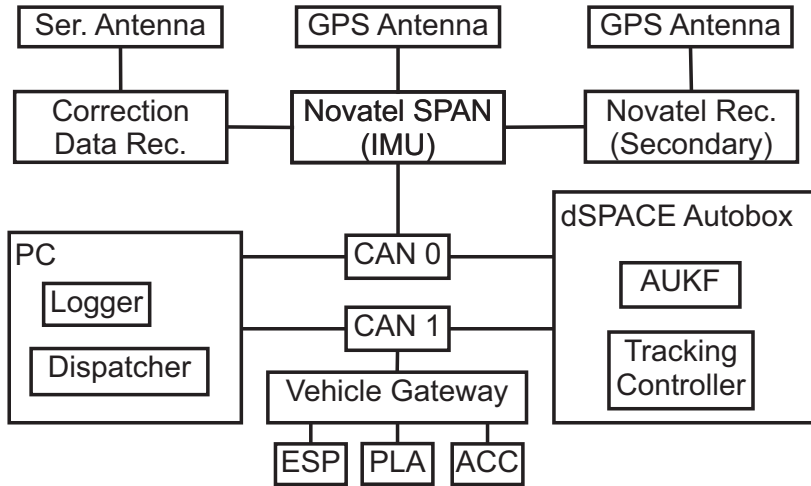 Ser. Antenna
GPS Antenna
GPS Antenna
Correction
Data Rec.
Novatel SPAN
(IMU)
Novatel Rec.
(Secondary)
dSPACE Autobox
PC
CAN 0
Logger
AUKF
CAN 1
Dispatcher
Tracking
Controller
Vehicle Gateway
ESP
PLA
ACC